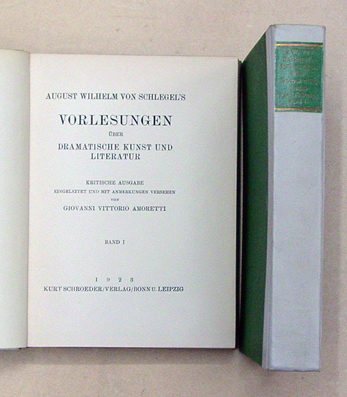 AUGUST WILHELM VON SCHLEGEL'S
VORLESUNGEN
ÜBER
DRAMATISCHE KUNST UND
LITERATUR
KRITISCHE AUSGABE
EINGELEITET UND MIT ANMERKUNGEN VERSEHEN
VON
GIOVANNI VITTORIO AMORETTI
BAND I
1 9 2 3
KURT SCHROEDER/VERLAG/BONN U. LEIPZIG